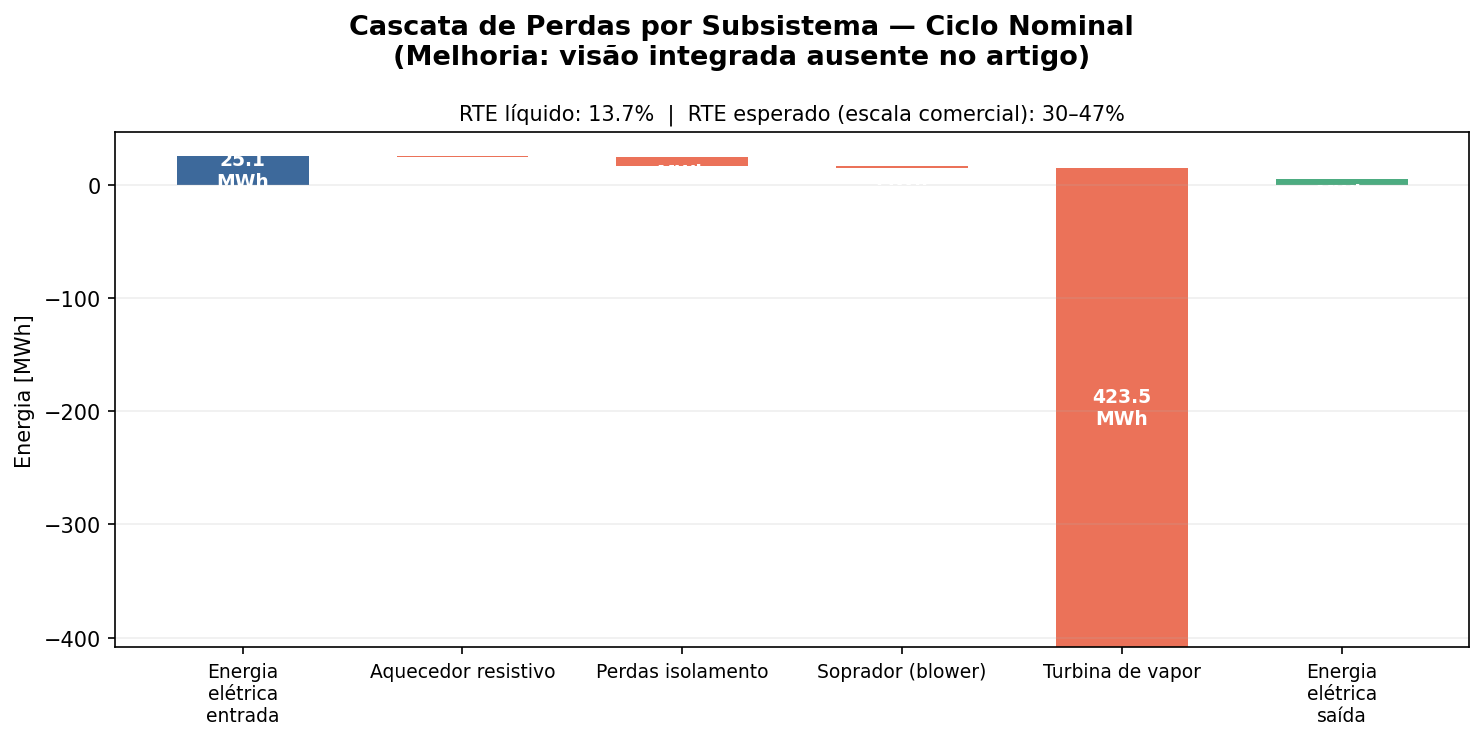 Cascata de Perdas por Subsistema — Ciclo Nominal
(Melhoria: visão integrada ausente no artigo)
RTE líquido: 13.7%  |  RTE esperado (escala comercial): 30–47%
Energia [MWh]
0
−100
−200
−300
−400
25.1
MWh
423.5
MWh
Energia
elétrica
entrada
Aquecedor resistivo
Perdas isolamento
Soprador (blower)
Turbina de vapor
Energia
elétrica
saída